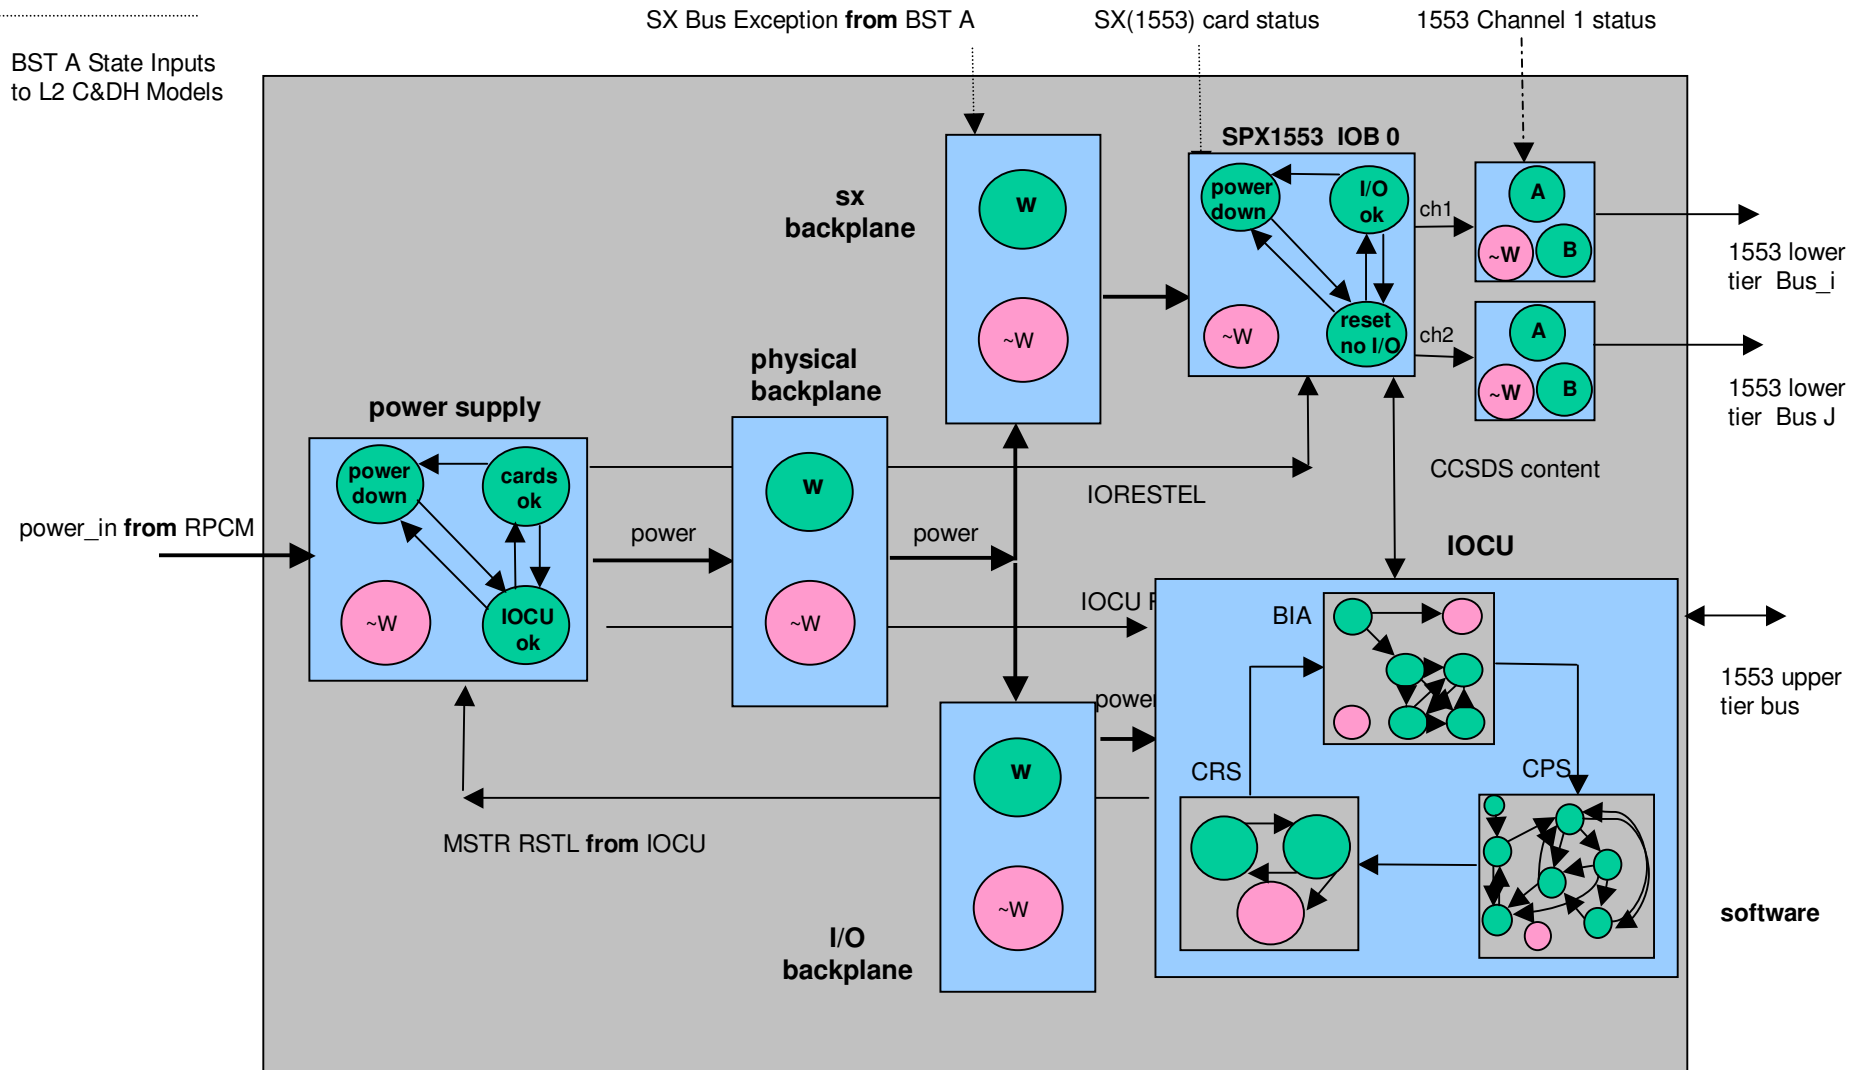 SX Bus Exception from BST A
SX(1553) card status
1553 Channel 1 status
BST A State Inputs
to L2 C&DH Models
SPX1553 IOB 0
sx
backplane
W
~W
power
down
I/O
ok
~W
reset
no I/O
ch1
ch2
A
~W
B
A
~W
B
1553 lower
tier Bus_i
1553 lower
tier Bus J
physical
backplane
power supply
power
down
cards
ok
~W
IOCU
ok
power_in from RPCM
power
W
~W
power
IORESTEL
CCSDS content
IOCU
IOCU
BIA
power
1553 upper
tier bus
CRS
CPS
W
~W
MSTR RSTL from IOCU
I/O
backplane
software